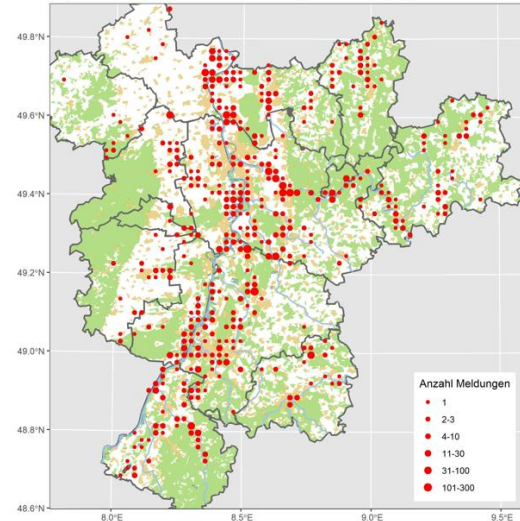 49.8°N
49.6°N
49.4°N
49.2°N
49.0°N
48.8°N
48.6°N
8.0°E 8.5°E 9.0°E 9.5°E
Anzahl Meldungen
1
2-3
4-10
11-30
31-100
101-300